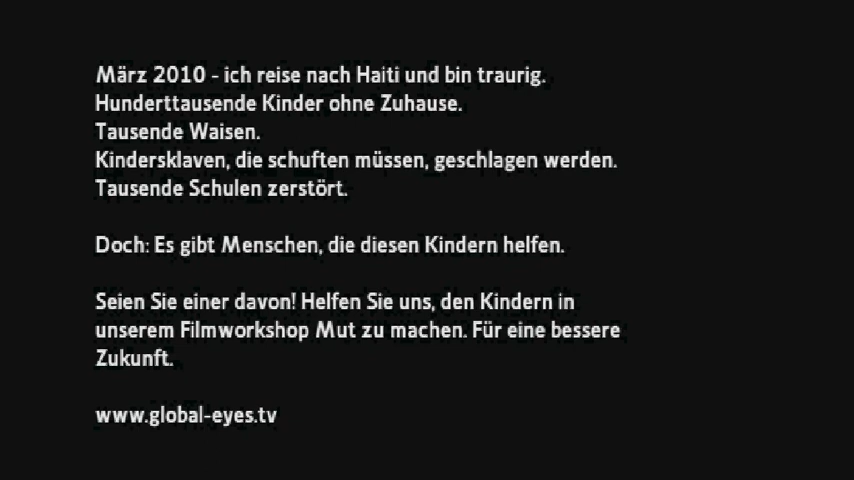 März 2010 - ich reise nach Haiti und bin traurig.
Hunderttausende Kinder ohne Zuhause.
Tausende Waisen.
Kindersklaven, die schuften müssen, geschlagen werden.
Tausende Schulen zerstört.
Doch: Es gibt Menschen, die diesen Kindern helfen.
Seien Sie einer davon! Helfen Sie uns, den Kindern in
unserem Filmworkshop Mut zu machen. Für eine bessere
Zukunft.
www.global-eyes.tv